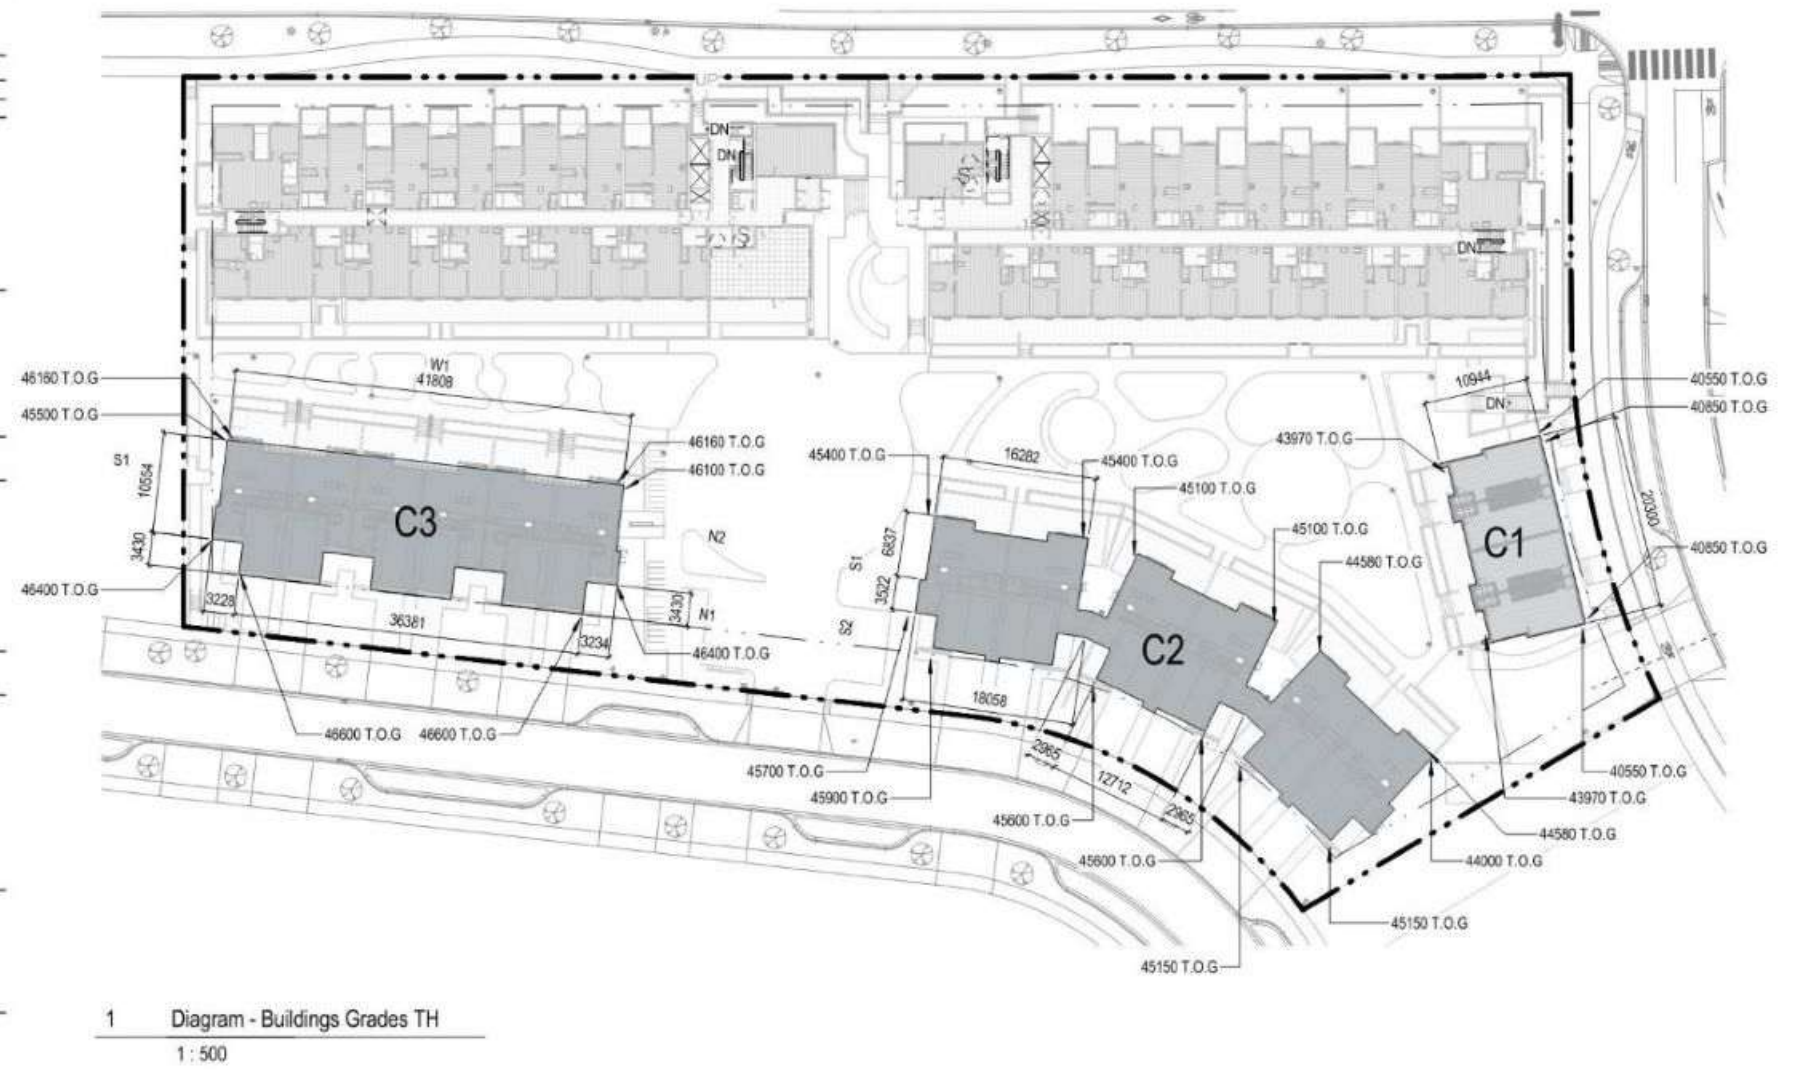 UP
DN
DN
S
S
DN
W1
41808
46160 T.O.G
45500 T.O.G
S1
10554
3430
46400 T.O.G
C3
46160 T.O.G
46100 T.O.G
N2
3228
36381
3234
3430
N1
46400 T.O.G
46600 T.O.G
46600 T.O.G
45400 T.O.G
16282
45400 T.O.G
45100 T.O.G
45100 T.O.G
44580 T.O.G
S1
6837
3522
S2
C2
18058
2965
12712
2965
45700 T.O.G
45900 T.O.G
45600 T.O.G
45600 T.O.G
45150 T.O.G
45150 T.O.G
10944
DN
43970 T.O.G
40550 T.O.G
40850 T.O.G
C1
20300
40850 T.O.G
40550 T.O.G
43970 T.O.G
44580 T.O.G
44000 T.O.G
1 Diagram - Buildings Grades TH
1 : 500